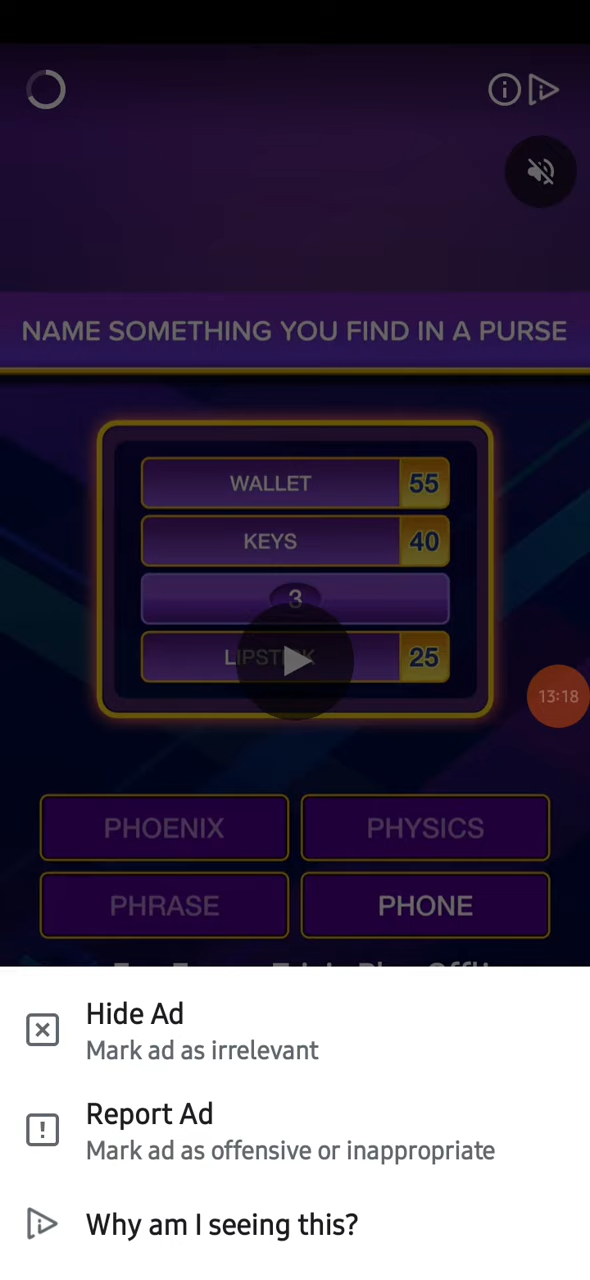 NAME SOMETHING YOU FIND IN A PURSE
WALLET 55
KEYS 40
3
LIPSTICK 25
13:18
PHOENIX PHYSICS
PHRASE PHONE
Hide Ad
Mark ad as irrelevant
Report Ad
Mark ad as offensive or inappropriate
Why am I seeing this?